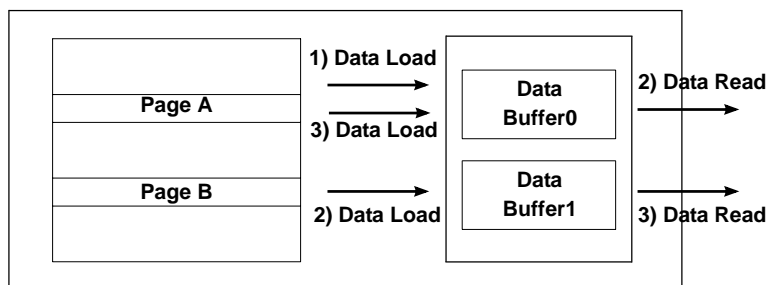 1) Data Load
Page A
3) Data Load
Page B
2) Data Load
Data
Buffer0
Data
Buffer1
2) Data Read
3) Data Read